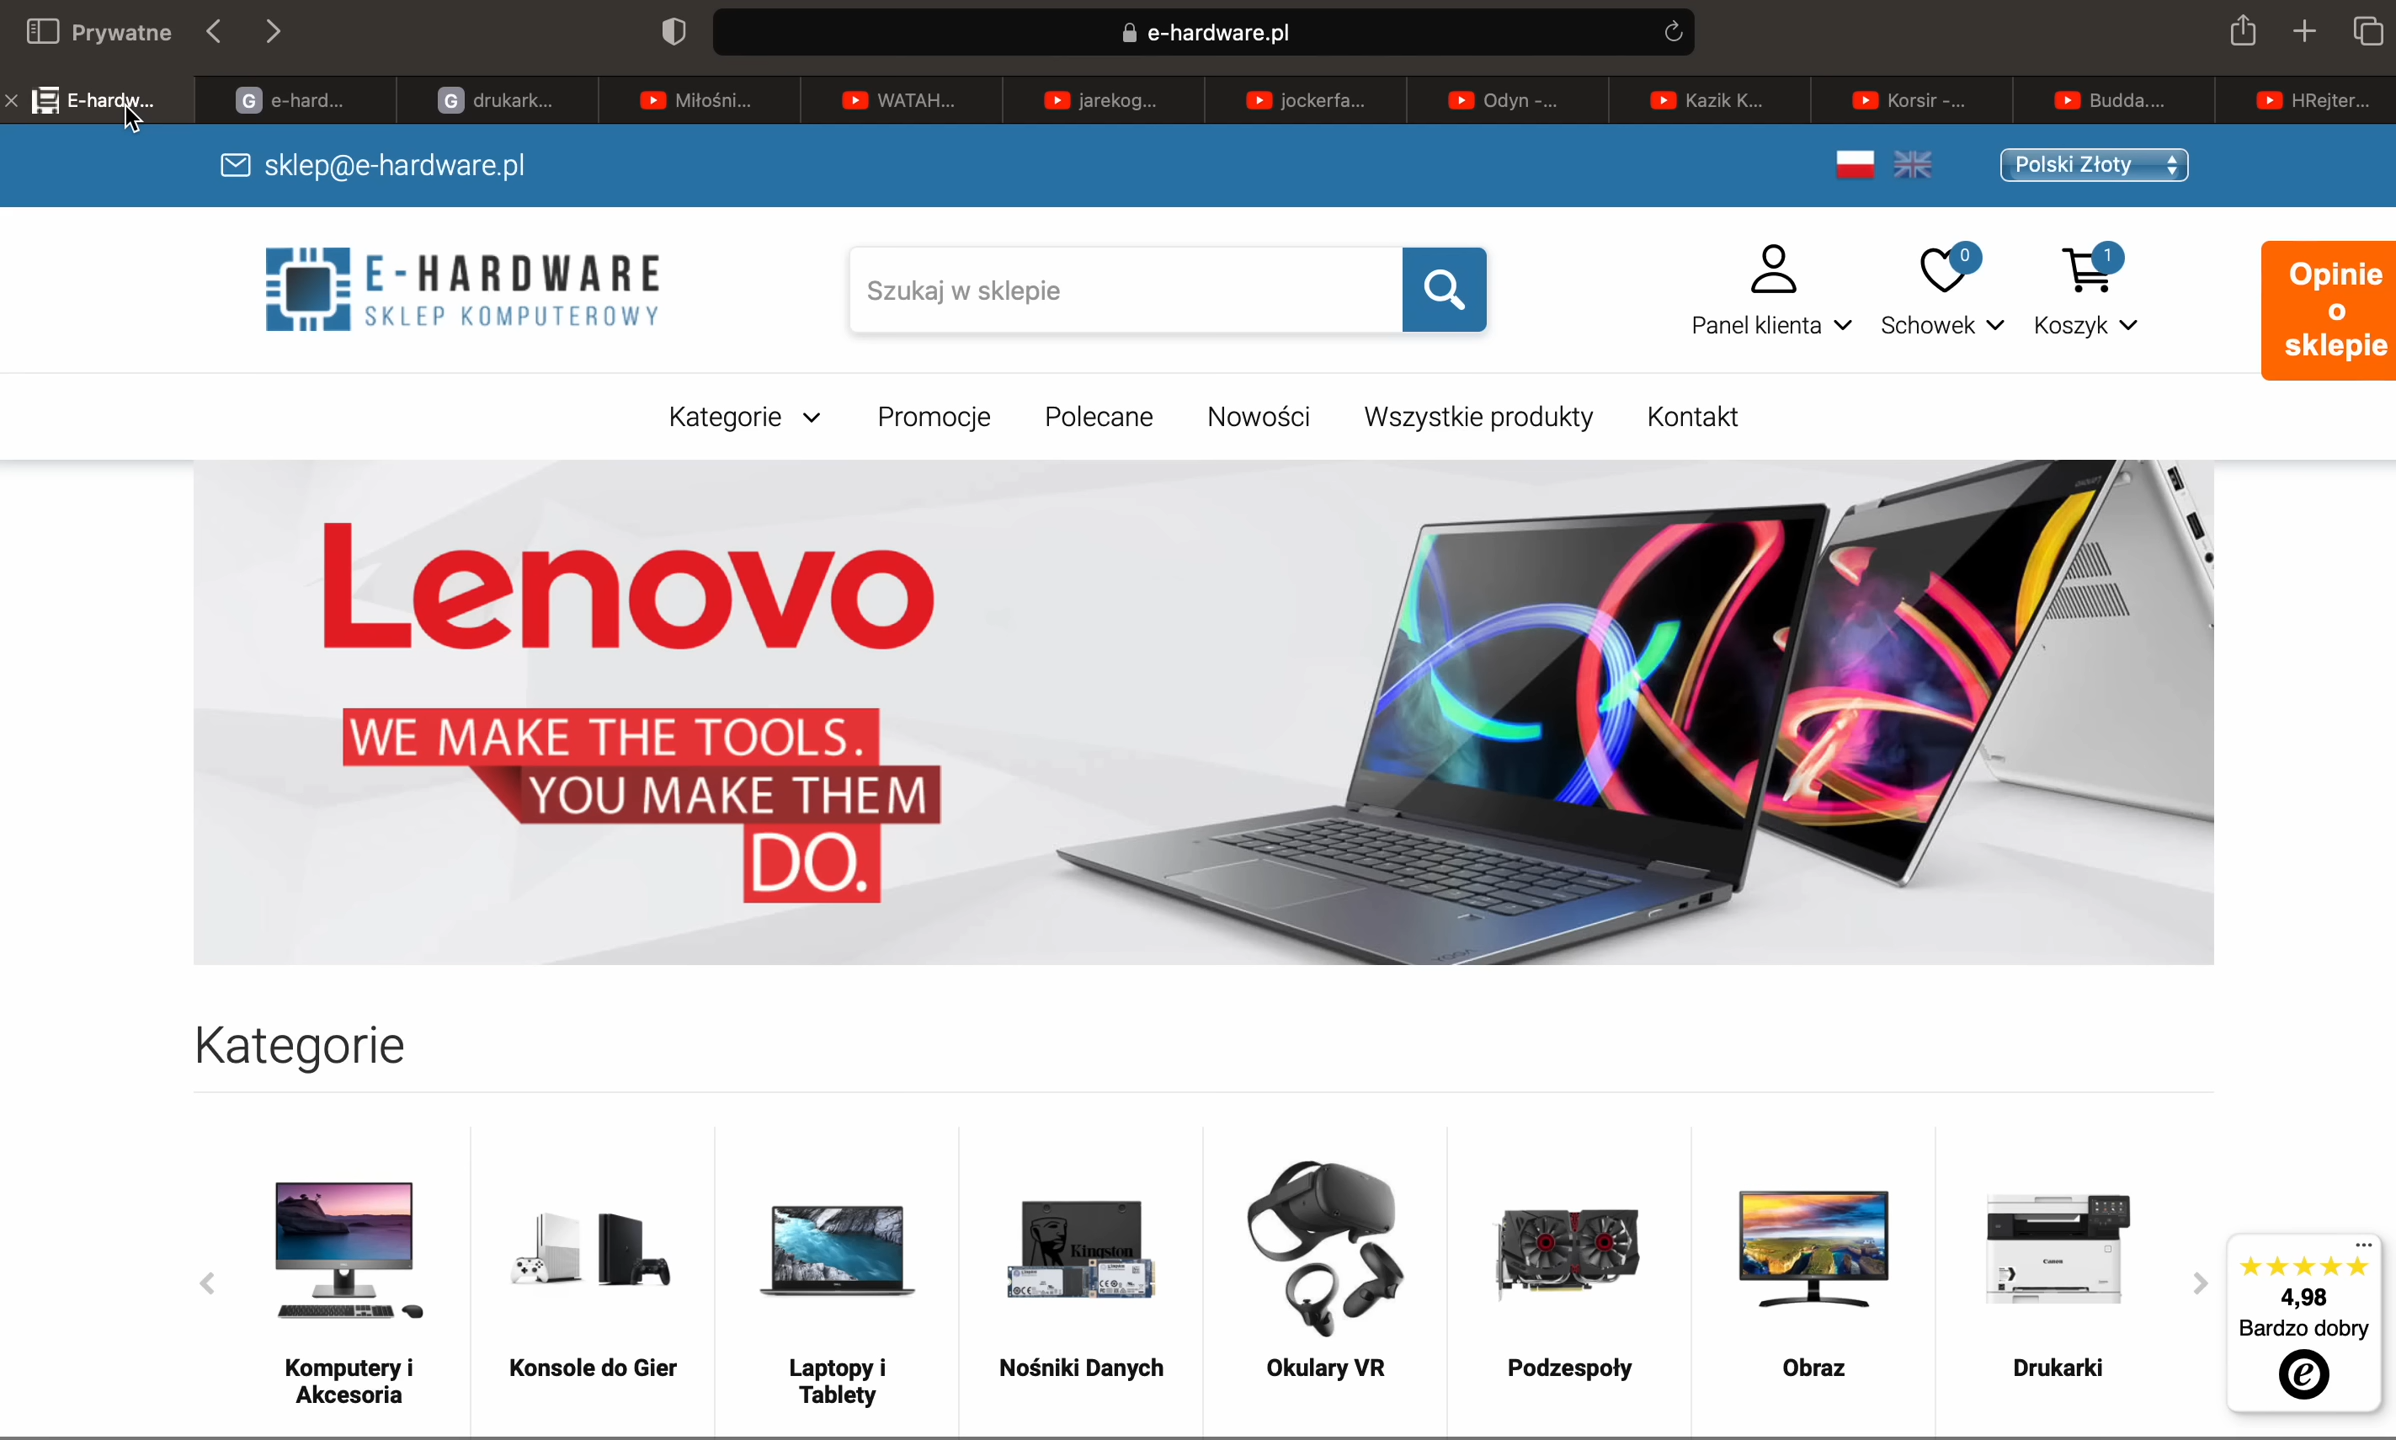 Prywatne
e-hardware.pl
E-hardw...
e-hard...
drukark...
Miłośni...
WATAH...
jarekog...
jockerfa...
Odyn -...
Kazik K...
Korsir -...
Budda....
HRejter...
sklep@e-hardware.pl
Polski Złoty
E-HARDWARE
SKLEP KOMPUTEROWY
Szukaj w sklepie
0
1
Panel klienta
Schowek
Koszyk
Opinie
o
sklepie
Kategorie
Promocje
Polecane
Nowości
Wszystkie produkty
Kontakt
Lenovo
WE MAKE THE TOOLS.
YOU MAKE THEM
DO.
Kategorie
Kingston
Canon
Komputery i
Akcesoria
Konsole do Gier
Laptopy i
Tablety
Nośniki Danych
Okulary VR
Podzespoły
Obraz
Drukarki
4,98
Bardzo dobry